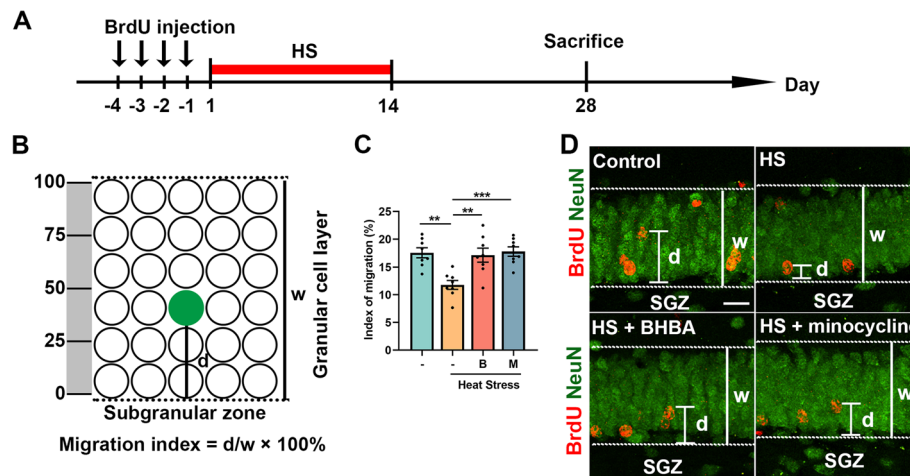 A
BrdU injection
HS
Sacrifice
Day
-4 -3 -2 -1 1 14 28
B
100
75
50
25
0
w
d
Granular cell layer
Subgranular zone
Migration index = d/w × 100%
C
Index of migration (%)
25
20
15
10
5
0
** ** ***
- - B M
Heat Stress
D
BrdU NeuN
Control
d
w
SGZ
HS
d
w
SGZ
BrdU NeuN
HS + BHBA
d
w
SGZ
HS + minocycline
d
w
SGZ